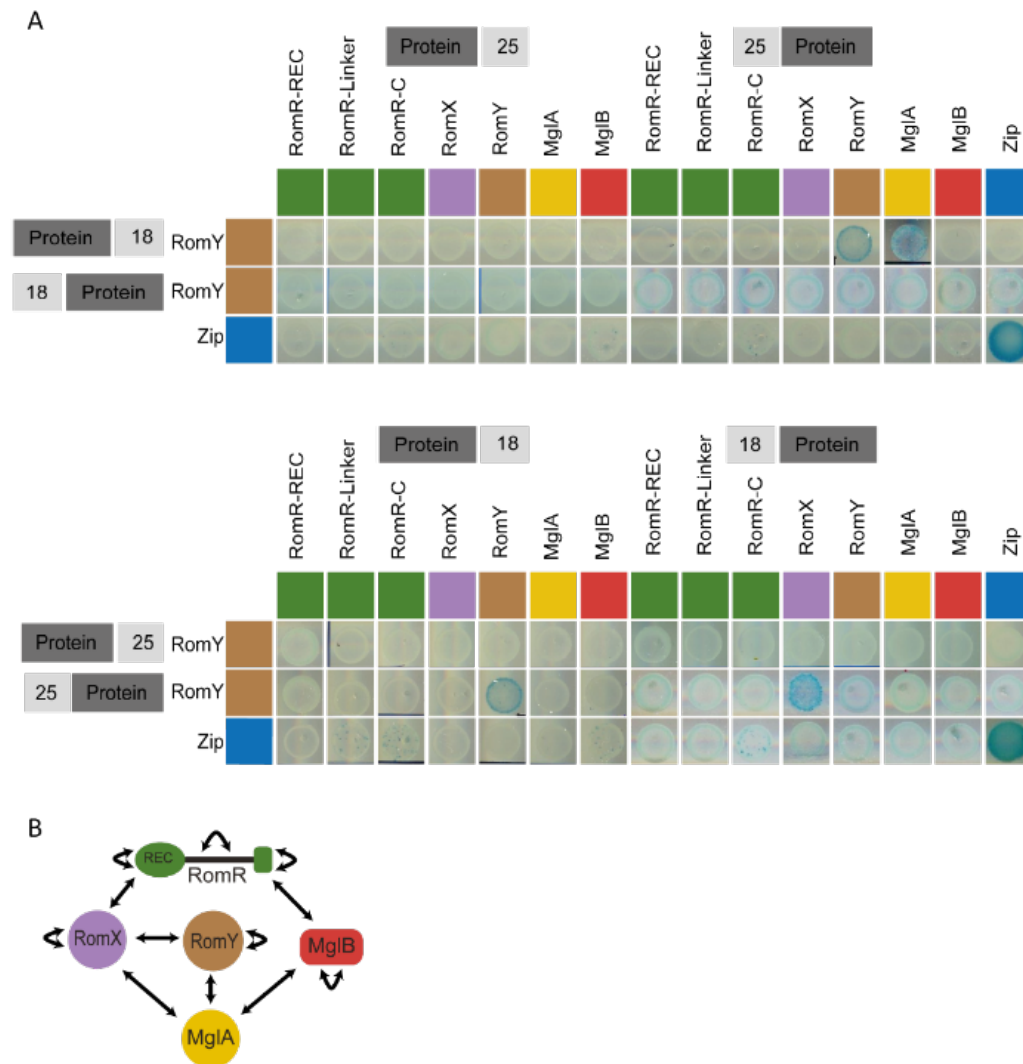 A
Protein 25
25 Protein
RomR-REC RomR-Linker RomR-C RomX RomY MglA MglB RomR-REC RomR-Linker RomR-C RomX RomY MglA MglB Zip
Protein 18 RomY
18 Protein RomY
Zip
Protein 18
18 Protein
RomR-REC RomR-Linker RomR-C RomX RomY MglA MglB RomR-REC RomR-Linker RomR-C RomX RomY MglA MglB Zip
Protein 25 RomY
25 Protein RomY
Zip
B
REC
RomR
RomX
RomY
MglB
MglA